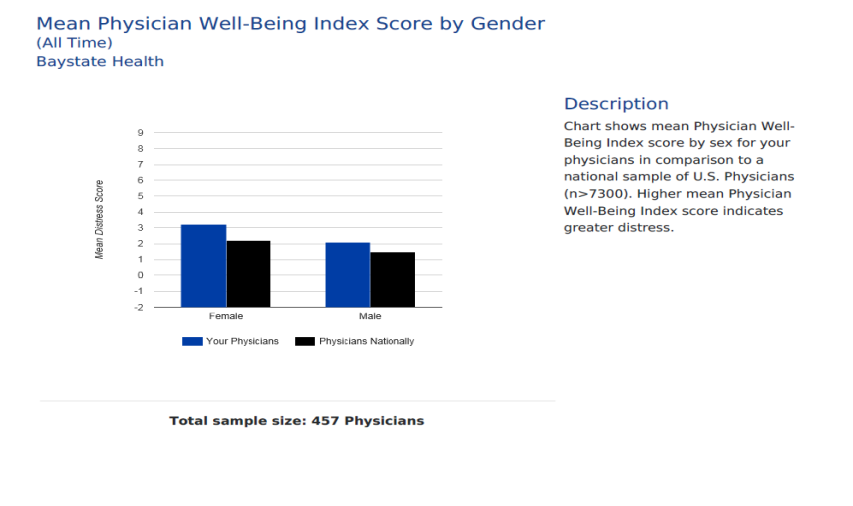 Mean Physician Well-Being Index Score by Gender
(All Time)
Baystate Health
Description
Chart shows mean Physician Well-
Being Index score by sex for your
physicians in comparison to a
national sample of U.S. Physicians
(n>7300). Higher mean Physician
Well-Being Index score indicates
greater distress.
Mean Distress Score
9
8
7
6
5
4
3
2
1
0
-1
-2
Female Male
Your Physicians Physicians Nationally
Total sample size: 457 Physicians